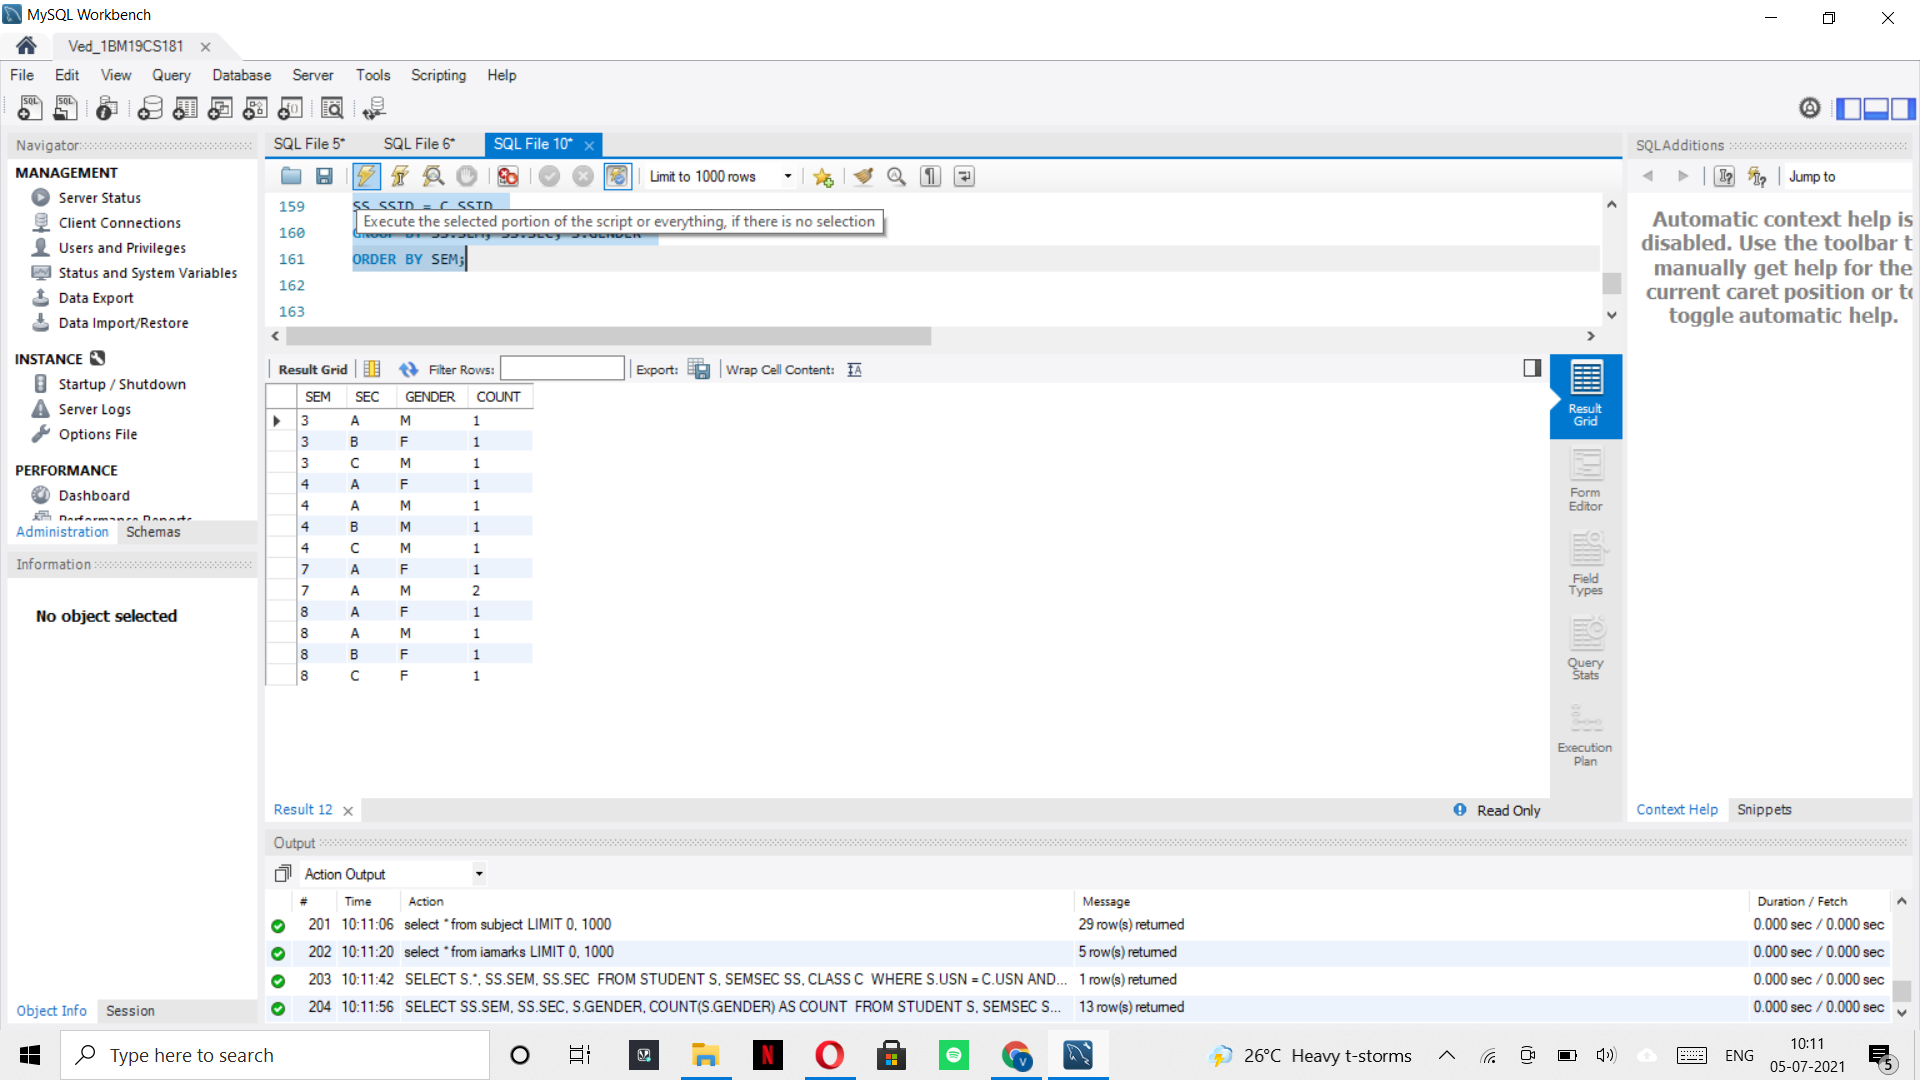 MySQL Workbench
Ved_1BM19CS181
File Edit View Query Database Server Tools Scripting Help
Navigator
MANAGEMENT
Server Status
Client Connections
Users and Privileges
Status and System Variables
Data Export
Data Import/Restore
INSTANCE
Startup / Shutdown
Server Logs
Options File
PERFORMANCE
Dashboard
Performance Reports
Administration Schemas
Information
No object selected
Object Info Session
SQL File 5* SQL File 6* SQL File 10*
Limit to 1000 rows
159 SS.SSID = C.SSID
Execute the selected portion of the script or everything, if there is no selection
160 GROUP BY SS.SEM, SS.SEC, S.GENDER
161 ORDER BY SEM;
162
163
Result Grid Filter Rows: Export: Wrap Cell Content:
SEM SEC GENDER COUNT
3 A M 1
3 B F 1
3 C M 1
4 A F 1
4 A M 1
4 B M 1
4 C M 1
7 A F 1
7 A M 2
8 A F 1
8 A M 1
8 B F 1
8 C F 1
Result Grid
Form Editor
Field Types
Query Stats
Execution Plan
Result 12
Read Only
SQLAdditions
Jump to
Automatic context help is
disabled. Use the toolbar t
manually get help for the
current caret position or to
toggle automatic help.
Context Help Snippets
Output
Action Output
# Time Action Message Duration / Fetch
201 10:11:06 select * from subject LIMIT 0, 1000 29 row(s) returned 0.000 sec / 0.000 sec
202 10:11:20 select * from iamarks LIMIT 0, 1000 5 row(s) returned 0.000 sec / 0.000 sec
203 10:11:42 SELECT S.*, SS.SEM, SS.SEC FROM STUDENT S, SEMSEC SS, CLASS C WHERE S.USN = C.USN AND... 1 row(s) returned 0.000 sec / 0.000 sec
204 10:11:56 SELECT SS.SEM, SS.SEC, S.GENDER, COUNT(S.GENDER) AS COUNT FROM STUDENT S, SEMSEC S... 13 row(s) returned 0.000 sec / 0.000 sec
Type here to search
26°C Heavy t-storms
ENG
10:11
05-07-2021
5